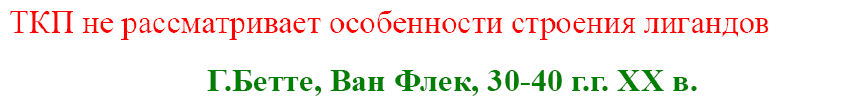 ТКП не рассматривает особенности строения лигандов
Г.Бетте, Ван Флек, 30-40 г.г. XX в.